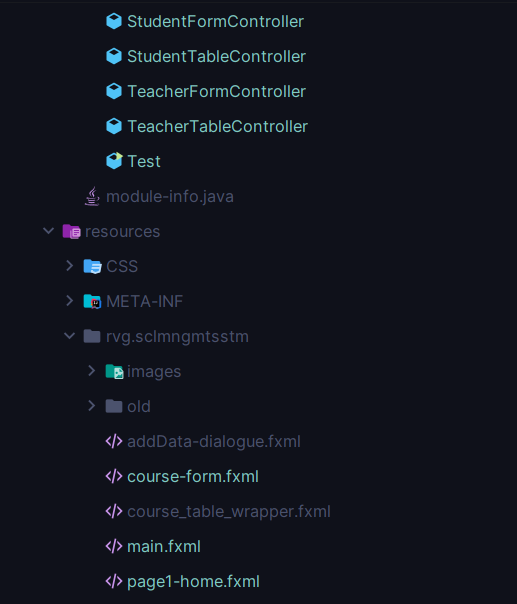 StudentFormController
StudentTableController
TeacherFormController
TeacherTableController
Test
module-info.java
resources
CSS
META-INF
rvg.sclmngmtsstm
images
old
addData-dialogue.fxml
course-form.fxml
course_table_wrapper.fxml
main.fxml
page1-home.fxml